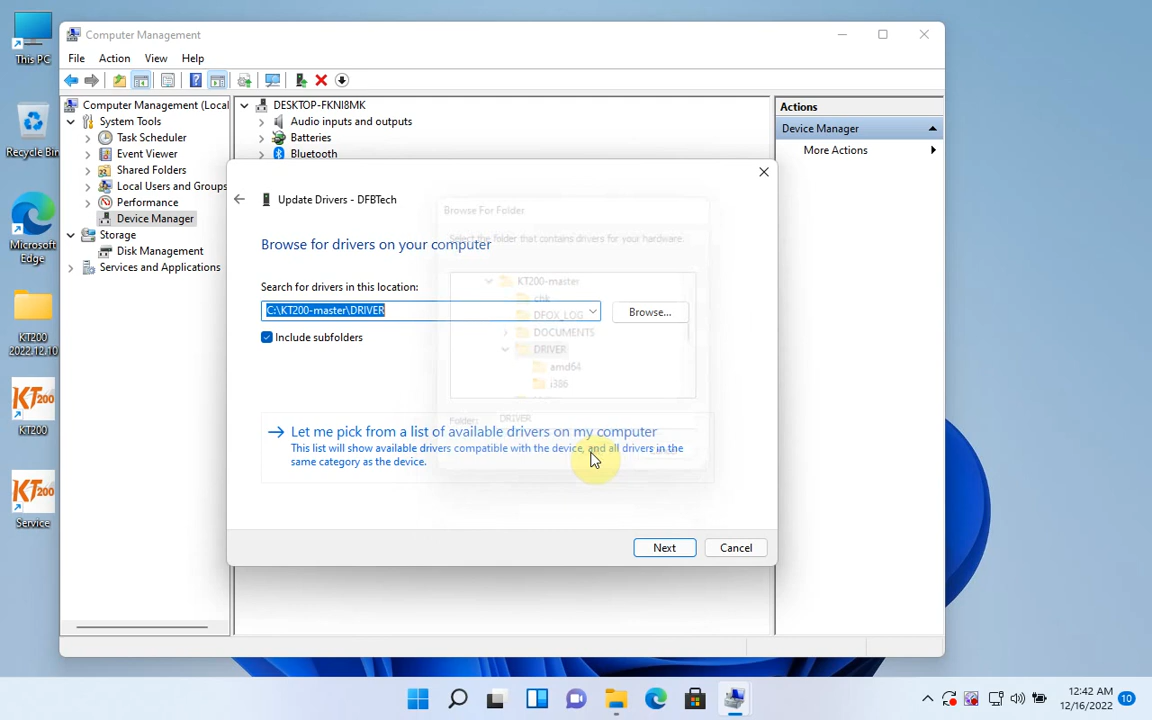 This PC
Recycle Bin
Microsoft
Edge
KT200
2022.12.10
KT200
KT200
KT200
Service
Computer Management
File Action View Help
Computer Management (Local
System Tools
Task Scheduler
Event Viewer
Shared Folders
Local Users and Groups
Performance
Device Manager
Storage
Disk Management
Services and Applications
DESKTOP-FKNI8MK
Audio inputs and outputs
Batteries
Bluetooth
Actions
Device Manager
More Actions
Update Drivers - DFBTech
Browse for drivers on your computer
Search for drivers in this location:
C:\KT200-master\DRIVER
Browse...
Include subfolders
Browse For Folder
Select the folder that contains drivers for your hardware.
KT200-master
chk
DFOX_LOG
DOCUMENTS
DRIVER
amd64
i386
Folder: DRIVER
Let me pick from a list of available drivers on my computer
This list will show available drivers compatible with the device, and all drivers in the
same category as the device.
Next
Cancel
12:42 AM
12/16/2022
10